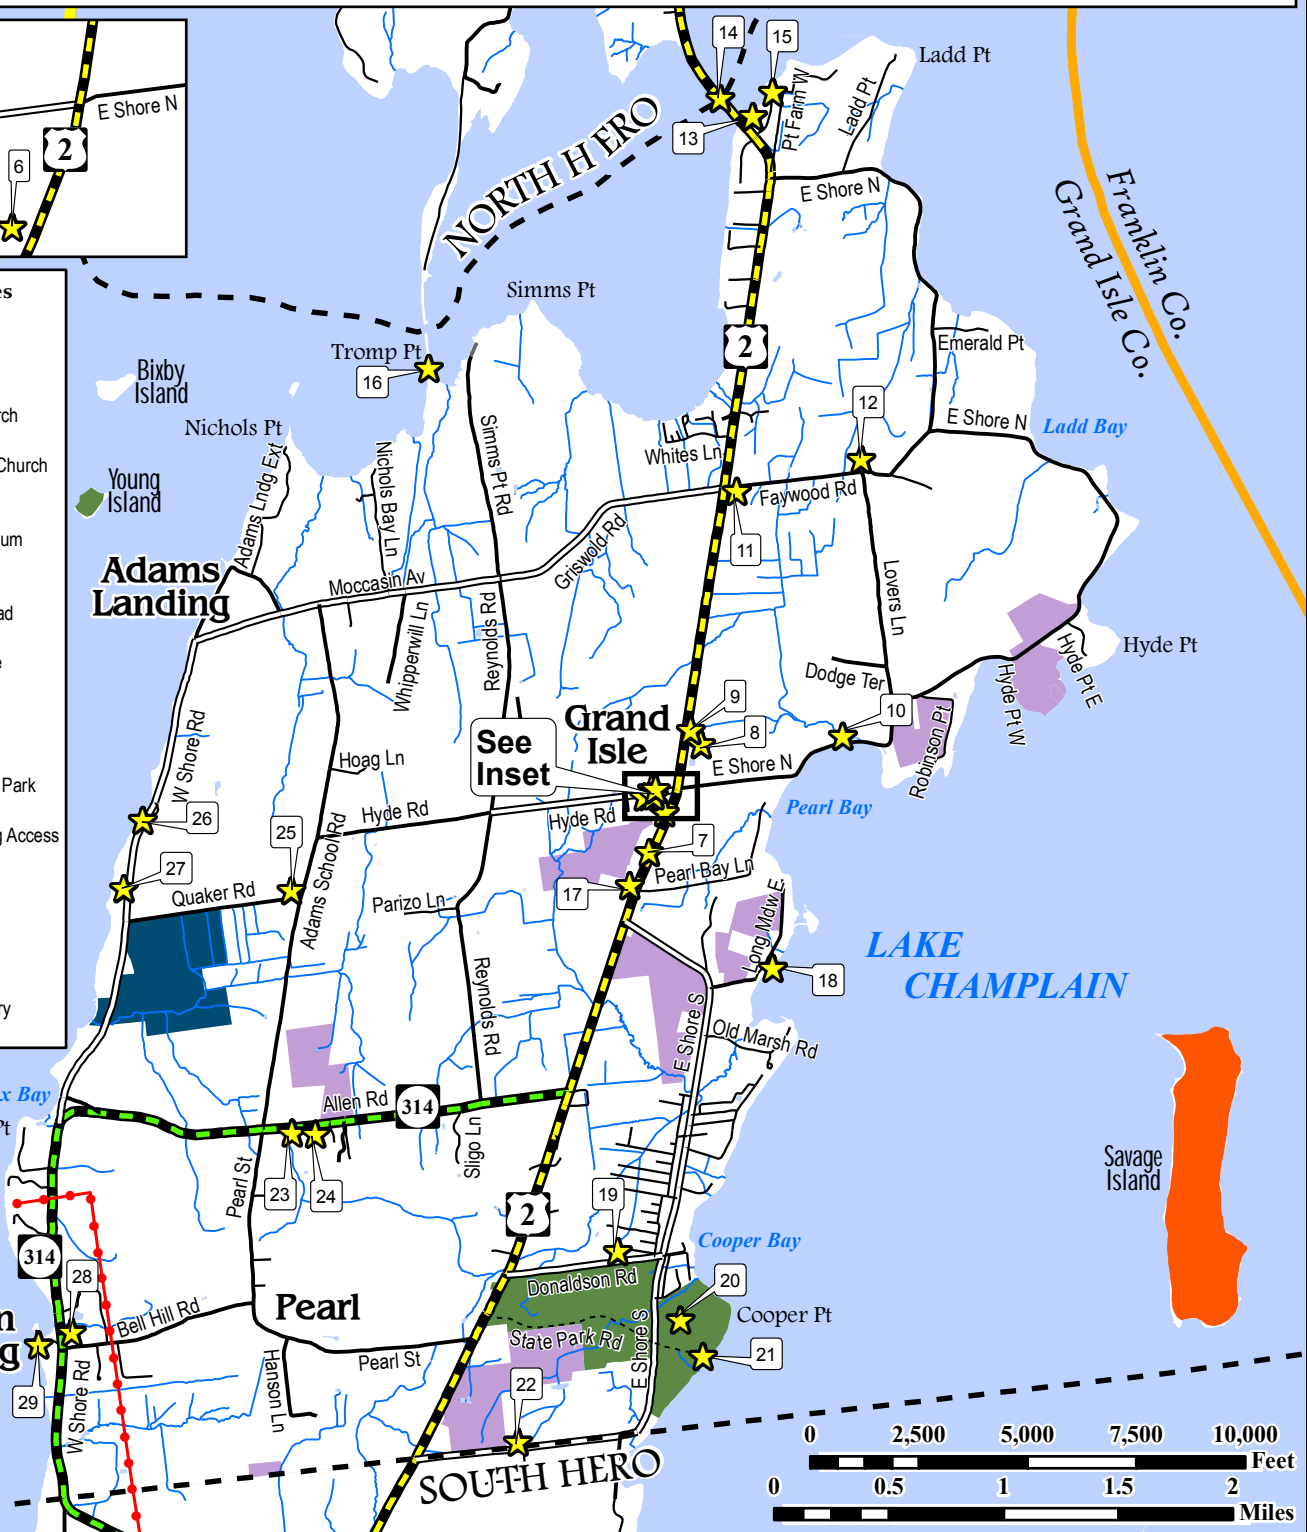 14
15
Ladd Pt
E Shore N
2
6
13
Pt Farm W
Ladd Pt
NORTH HERO
E Shore N
Franklin Co.
Grand Isle Co.
Simms Pt
Tromp Pt
16
2
Emerald Pt
Bixby
Island
Nichols Pt
rch
Church
um
ad
Park
g Access
ry
12
E Shore N
Ladd Bay
Young
Island
Adams Lndg Ext
Nichols Bay Ln
Simms Pt Rd
Whites Ln
Faywood Rd
11
Griswold Rd
Adams
Landing
Moccasin Av
Whipperwill Ln
Reynolds Rd
Lovers Ln
Hyde Pt
Hyde Pt E
Hyde Pt W
Dodge Ter
Robinson Pt
9
8
10
Grand
Isle
See
Inset
W Shore Rd
Hoag Ln
E Shore N
Hyde Rd
Hyde Rd
Pearl Bay
26
25
Adams School Rd
7
Pearl Bay Ln
27
17
Quaker Rd
Parizo Ln
Long Mdw E
LAKE
CHAMPLAIN
18
Reynolds Rd
E Shore S
Old Marsh Rd
x Bay
Pt
Allen Rd
314
Sligo Ln
Pearl St
23
24
19
2
Savage
Island
314
Cooper Bay
28
20
Donaldson Rd
Cooper Pt
Pearl
Bell Hill Rd
n
g
State Park Rd
E Shore S
21
Pearl St
Hanson Ln
W Shore Rd
29
22
SOUTH HERO
0 2,500 5,000 7,500 10,000
Feet
0 0.5 1 1.5 2
Miles